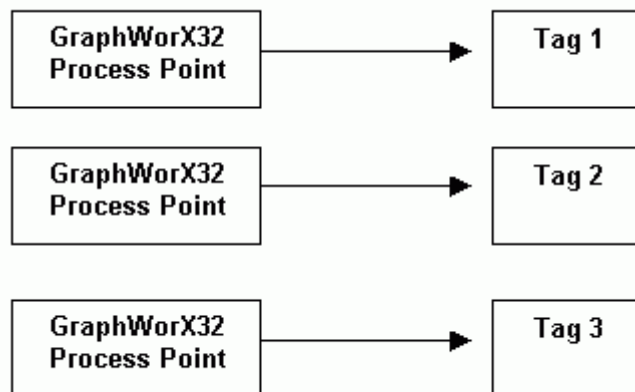 GraphWorX32
Process Point
Tag 1
GraphWorX32
Process Point
Tag 2
GraphWorX32
Process Point
Tag 3